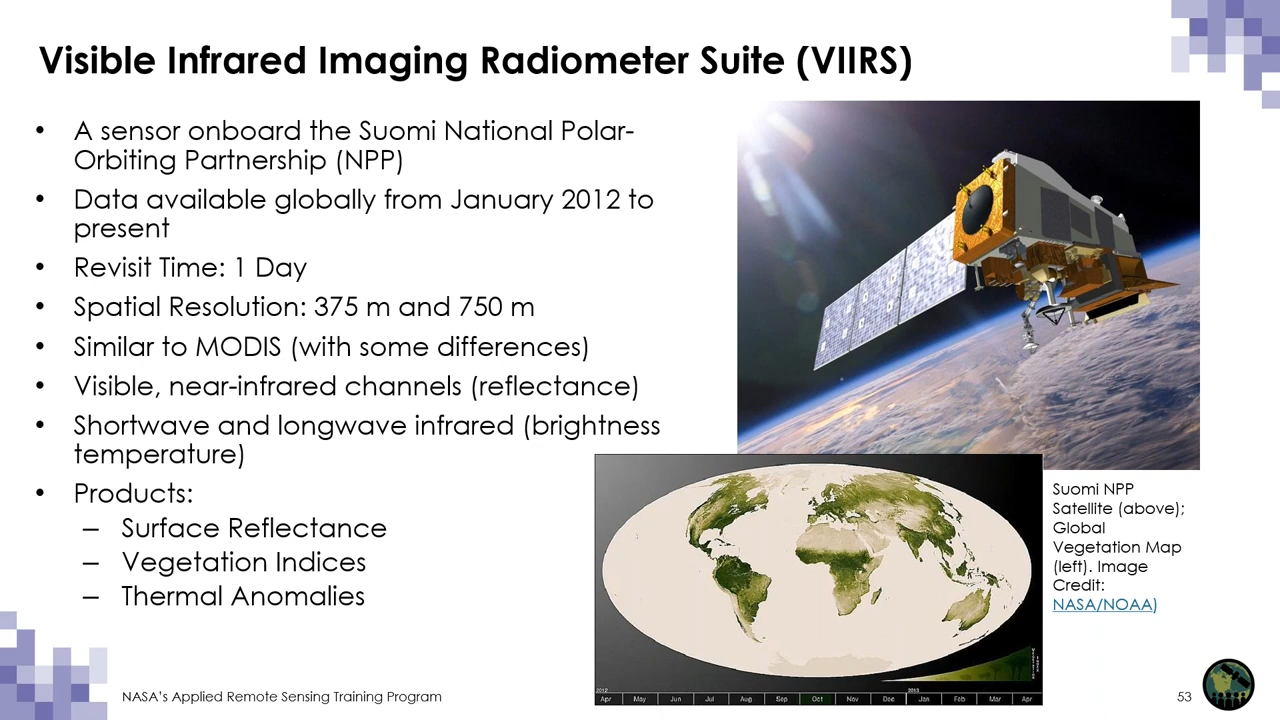 Visible Infrared Imaging Radiometer Suite (VIIRS)
• A sensor onboard the Suomi National Polar-
Orbiting Partnership (NPP)
• Data available globally from January 2012 to
present
• Revisit Time: 1 Day
• Spatial Resolution: 375 m and 750 m
• Similar to MODIS (with some differences)
• Visible, near-infrared channels (reflectance)
• Shortwave and longwave infrared (brightness
temperature)
• Products:
– Surface Reflectance
– Vegetation Indices
– Thermal Anomalies
Suomi NPP
Satellite (above);
Global
Vegetation Map
(left). Image
Credit:
NASA/NOAA)
2012 2013
Apr May Jun Jul Aug Sep Oct Nov Dec Jan Feb Mar Apr
NASA's Applied Remote Sensing Training Program
53